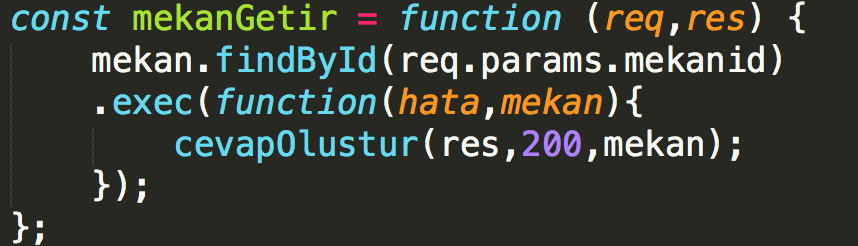 const mekanGetir = function (req,res) {
mekan.findById(req.params.mekanid)
.exec(function(hata,mekan){
cevapOlustur(res,200,mekan);
});
};